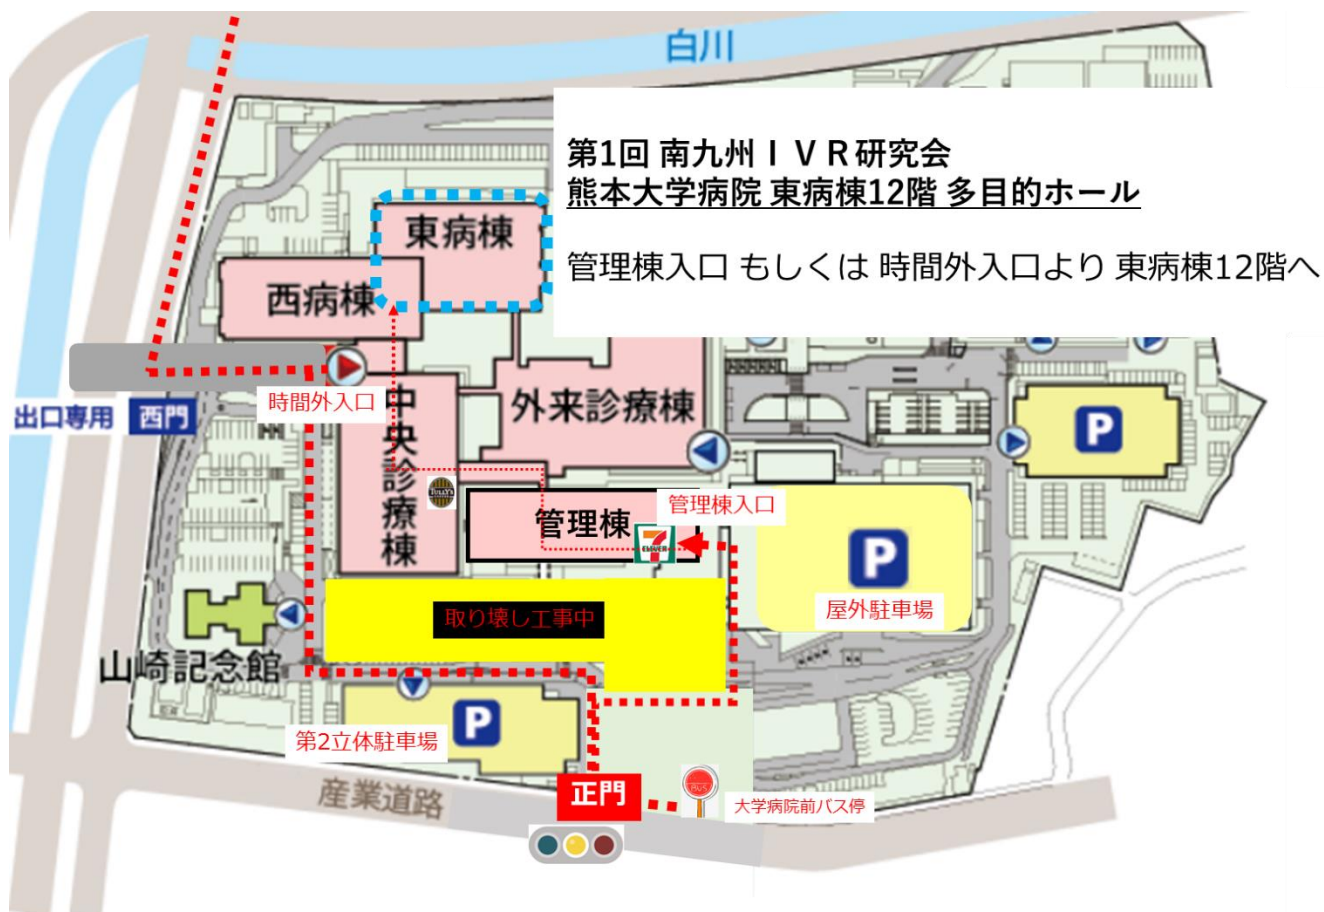 白川
第1回 南九州ＩＶＲ研究会
熊本大学病院 東病棟12階 多目的ホール
管理棟入口 もしくは 時間外入口より 東病棟12階へ
東病棟
西病棟
時間外入口
出口専用 西門
中央診療棟
外来診療棟
P
TULLY'S
管理棟
管理棟入口
7
ELEVEN
P
屋外駐車場
取り壊し工事中
山崎記念館
P
第2立体駐車場
産業道路
正門
BUS
大学病院前バス停